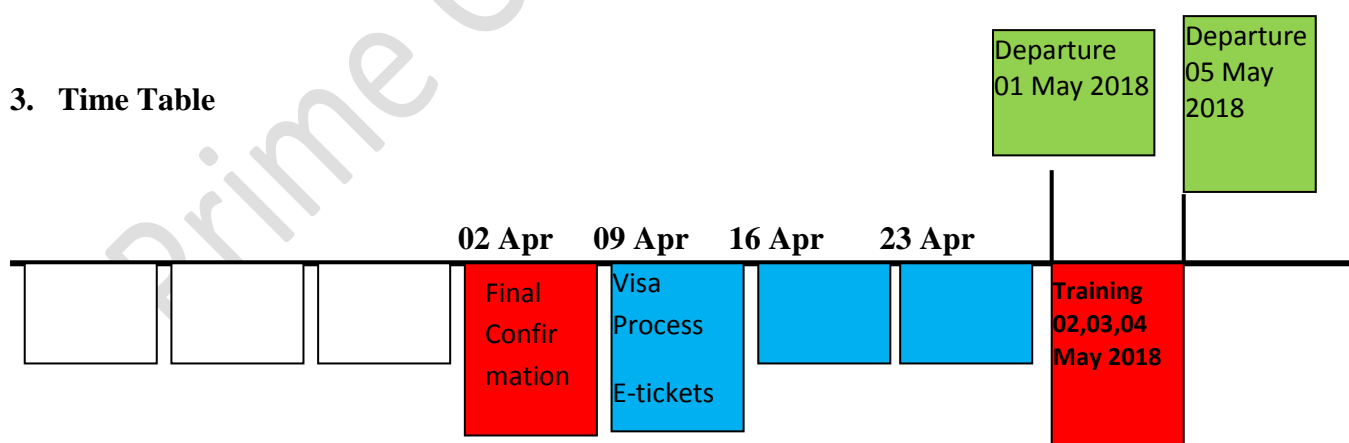 Departure
01 May 2018
Departure
05 May
2018
3. Time Table
Prime
02 Apr 09 Apr 16 Apr 23 Apr
Final
Confir
mation
Visa
Process
E-tickets
Training
02,03,04
May 2018